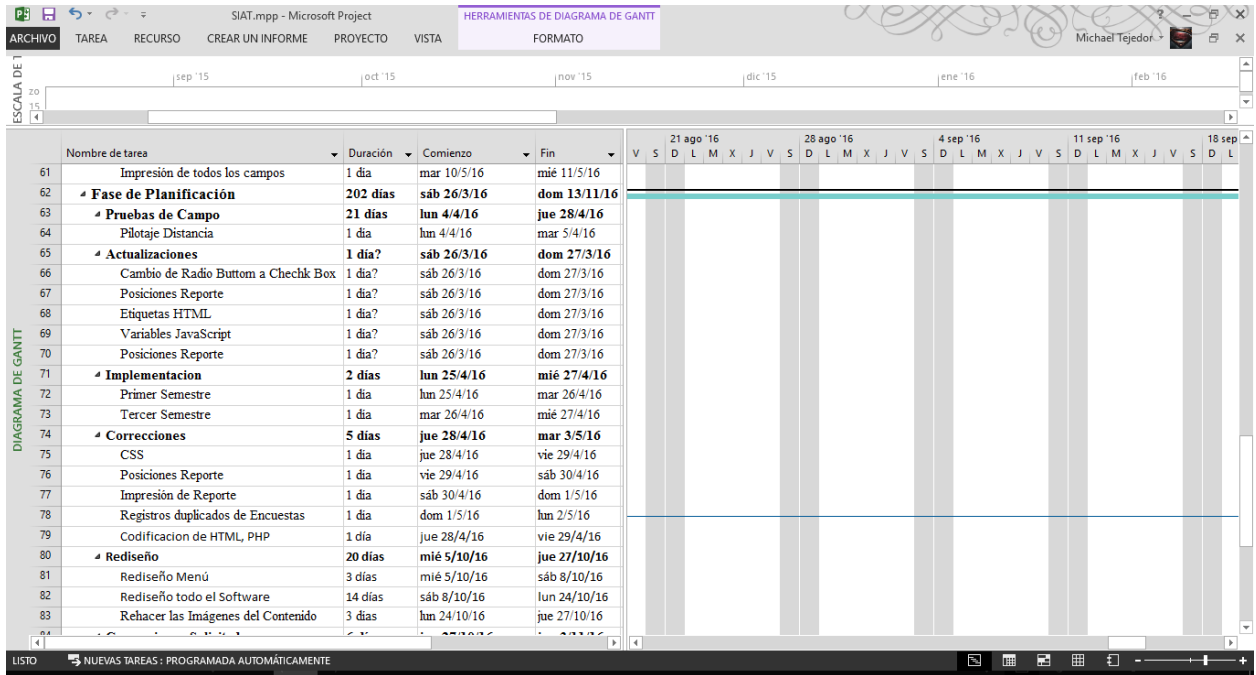 SIAT.mpp - Microsoft Project
HERRAMIENTAS DE DIAGRAMA DE GANTT
?
ARCHIVO TAREA RECURSO CREAR UN INFORME PROYECTO VISTA FORMATO Michael Tejedor
ESCALA DE T
sep '15 oct '15 nov '15 dic '15 ene '16 feb '16
20
15
21 ago '16 28 ago '16 4 sep '16 11 sep '16 18 sep
Nombre de tarea Duración Comienzo Fin V S D L M X J V S D L M X J V S D L M X J V S D L M X J V S D L
61 Impresión de todos los campos 1 día mar 10/5/16 mié 11/5/16
62 Fase de Planificación 202 días sáb 26/3/16 dom 13/11/16
63 Pruebas de Campo 21 días lun 4/4/16 jue 28/4/16
64 Pilotaje Distancia 1 día lun 4/4/16 mar 5/4/16
65 Actualizaciones 1 día? sáb 26/3/16 dom 27/3/16
66 Cambio de Radio Buttom a Chechk Box 1 día? sáb 26/3/16 dom 27/3/16
67 Posiciones Reporte 1 día? sáb 26/3/16 dom 27/3/16
68 Etiquetas HTML 1 día? sáb 26/3/16 dom 27/3/16
69 Variables JavaScript 1 día? sáb 26/3/16 dom 27/3/16
70 Posiciones Reporte 1 día? sáb 26/3/16 dom 27/3/16
71 Implementacion 2 días lun 25/4/16 mié 27/4/16
72 Primer Semestre 1 día lun 25/4/16 mar 26/4/16
73 Tercer Semestre 1 día mar 26/4/16 mié 27/4/16
74 Correcciones 5 días jue 28/4/16 mar 3/5/16
75 CSS 1 día jue 28/4/16 vie 29/4/16
76 Posiciones Reporte 1 día vie 29/4/16 sáb 30/4/16
77 Impresión de Reporte 1 día sáb 30/4/16 dom 1/5/16
78 Registros duplicados de Encuestas 1 día dom 1/5/16 lun 2/5/16
79 Codificacion de HTML, PHP 1 día jue 28/4/16 vie 29/4/16
80 Rediseño 20 días mié 5/10/16 jue 27/10/16
81 Rediseño Menú 3 días mié 5/10/16 sáb 8/10/16
82 Rediseño todo el Software 14 días sáb 8/10/16 lun 24/10/16
83 Rehacer las Imágenes del Contenido 3 días lun 24/10/16 jue 27/10/16
DIAGRAMA DE GANTT
LISTO NUEVAS TAREAS : PROGRAMADA AUTOMÁTICAMENTE